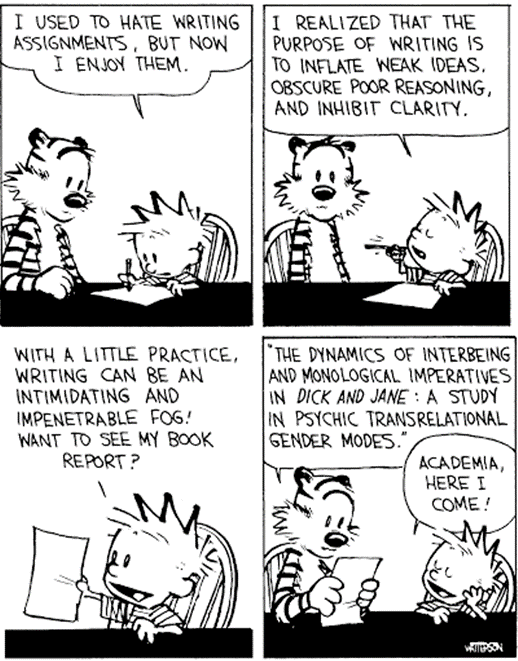 I USED TO HATE WRITING
ASSIGNMENTS, BUT NOW
I ENJOY THEM.
I REALIZED THAT THE
PURPOSE OF WRITING IS
TO INFLATE WEAK IDEAS,
OBSCURE POOR REASONING,
AND INHIBIT CLARITY.
WITH A LITTLE PRACTICE,
WRITING CAN BE AN
INTIMIDATING AND
IMPENETRABLE FOG!
WANT TO SEE MY BOOK
REPORT?
"THE DYNAMICS OF INTERBEING
AND MONOLOGICAL IMPERATIVES
IN DICK AND JANE : A STUDY
IN PSYCHIC TRANSRELATIONAL
GENDER MODES."
ACADEMIA,
HERE I
COME!
WATTERSON